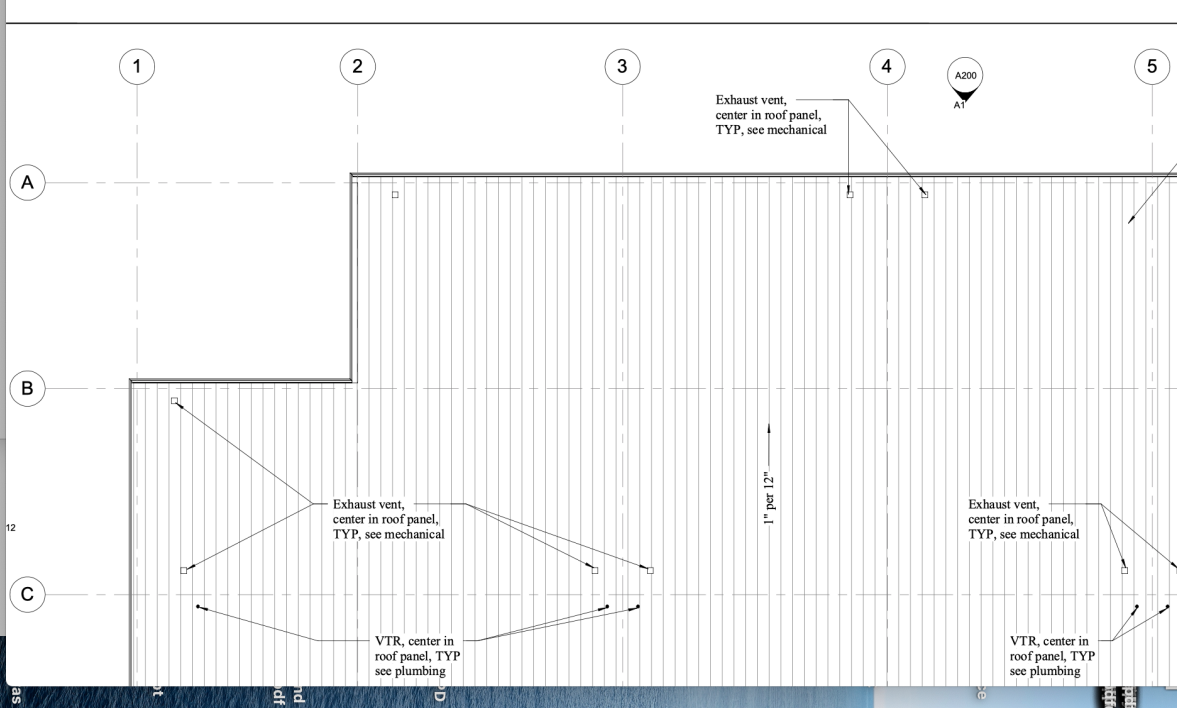 1
2
3
4
5
A200
A1
Exhaust vent,
center in roof panel,
TYP, see mechanical
A
B
1" per 12"
Exhaust vent,
center in roof panel,
TYP, see mechanical
Exhaust vent,
center in roof panel,
TYP, see mechanical
12
C
VTR, center in
roof panel, TYP
see plumbing
VTR, center in
roof panel, TYP
see plumbing